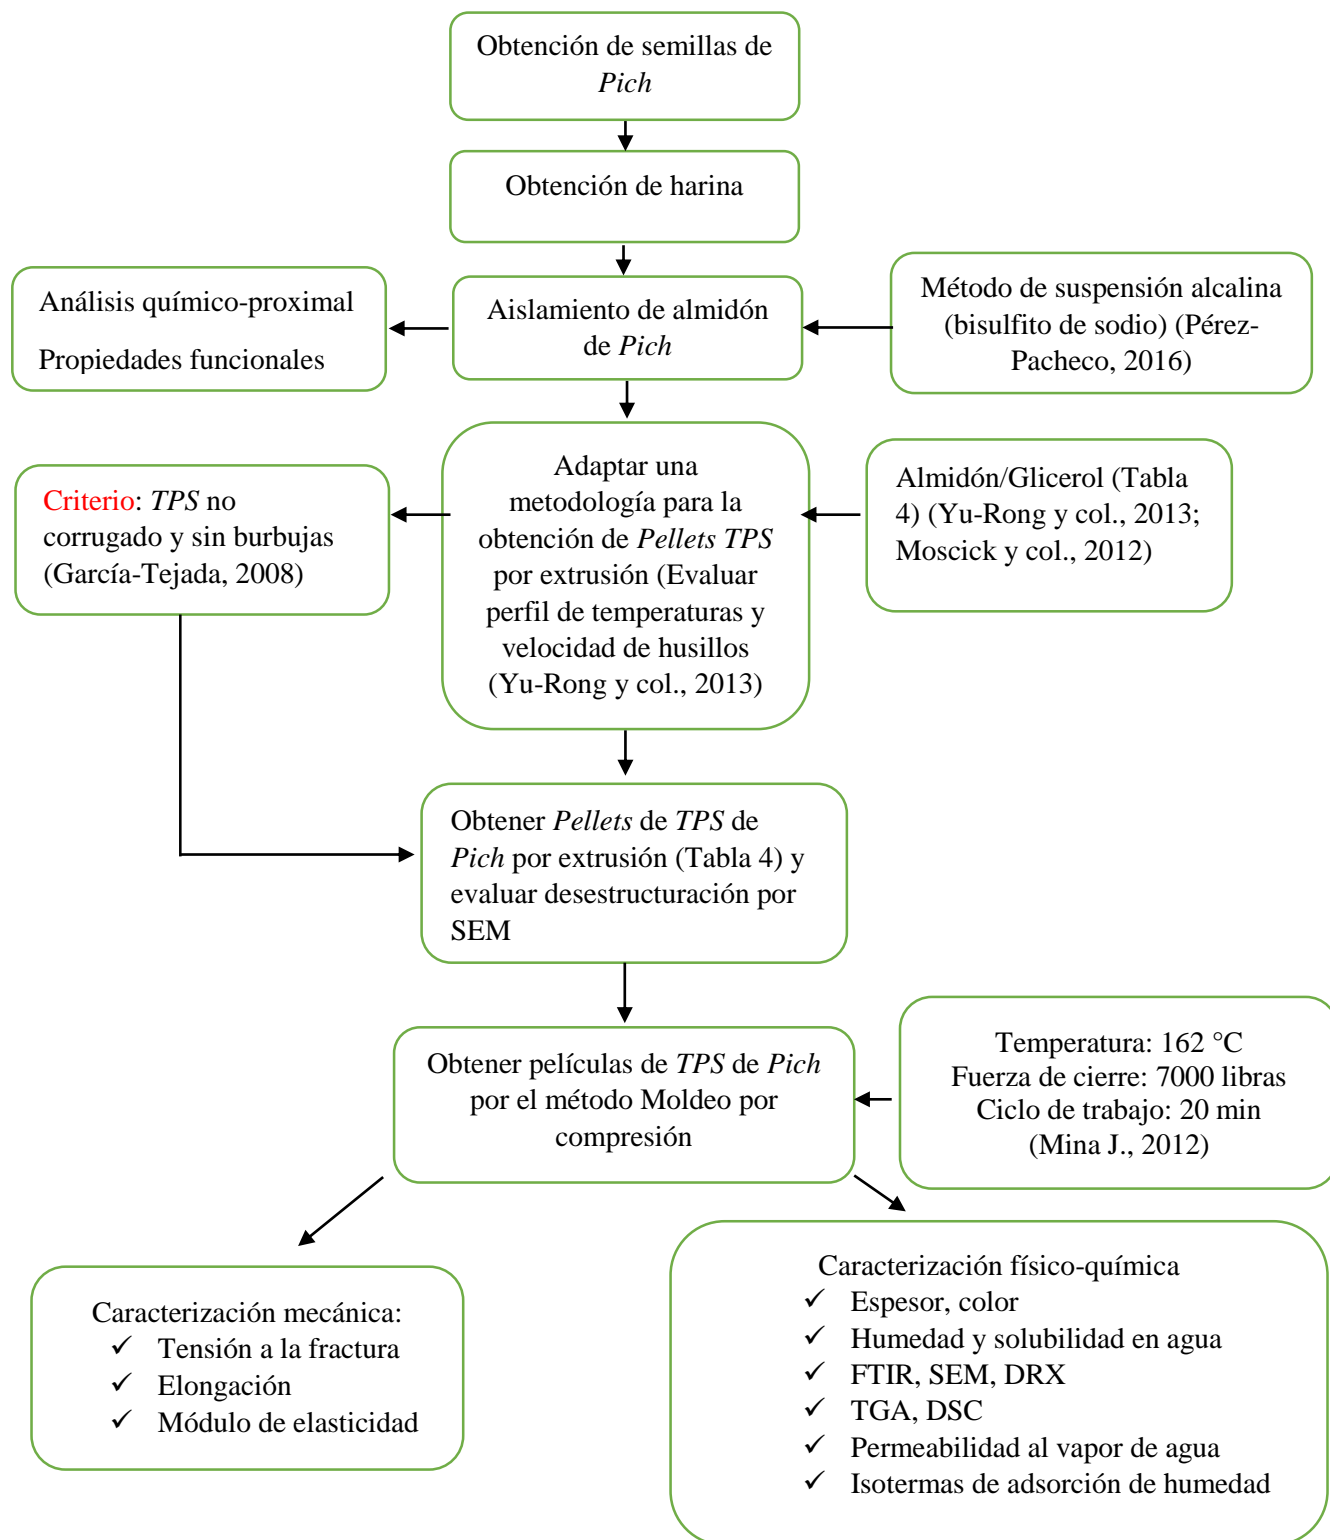 Obtención de semillas de
Pich
Obtención de harina
Análisis químico-proximal
Propiedades funcionales
Aislamiento de almidón
de Pich
Método de suspensión alcalina
(bisulfito de sodio) (Pérez-
Pacheco, 2016)
Criterio: TPS no
corrugado y sin burbujas
(García-Tejada, 2008)
Adaptar una
metodología para la
obtención de Pellets TPS
por extrusión (Evaluar
perfil de temperaturas y
velocidad de husillos
(Yu-Rong y col., 2013)
Almidón/Glicerol (Tabla
4) (Yu-Rong y col., 2013;
Moscick y col., 2012)
Obtener Pellets de TPS de
Pich por extrusión (Tabla 4) y
evaluar desestructuración por
SEM
Obtener películas de TPS de Pich
por el método Moldeo por
compresión
Temperatura: 162 °C
Fuerza de cierre: 7000 libras
Ciclo de trabajo: 20 min
(Mina J., 2012)
Caracterización mecánica:
✓ Tensión a la fractura
✓ Elongación
✓ Módulo de elasticidad
Caracterización físico-química
✓ Espesor, color
✓ Humedad y solubilidad en agua
✓ FTIR, SEM, DRX
✓ TGA, DSC
✓ Permeabilidad al vapor de agua
✓ Isotermas de adsorción de humedad